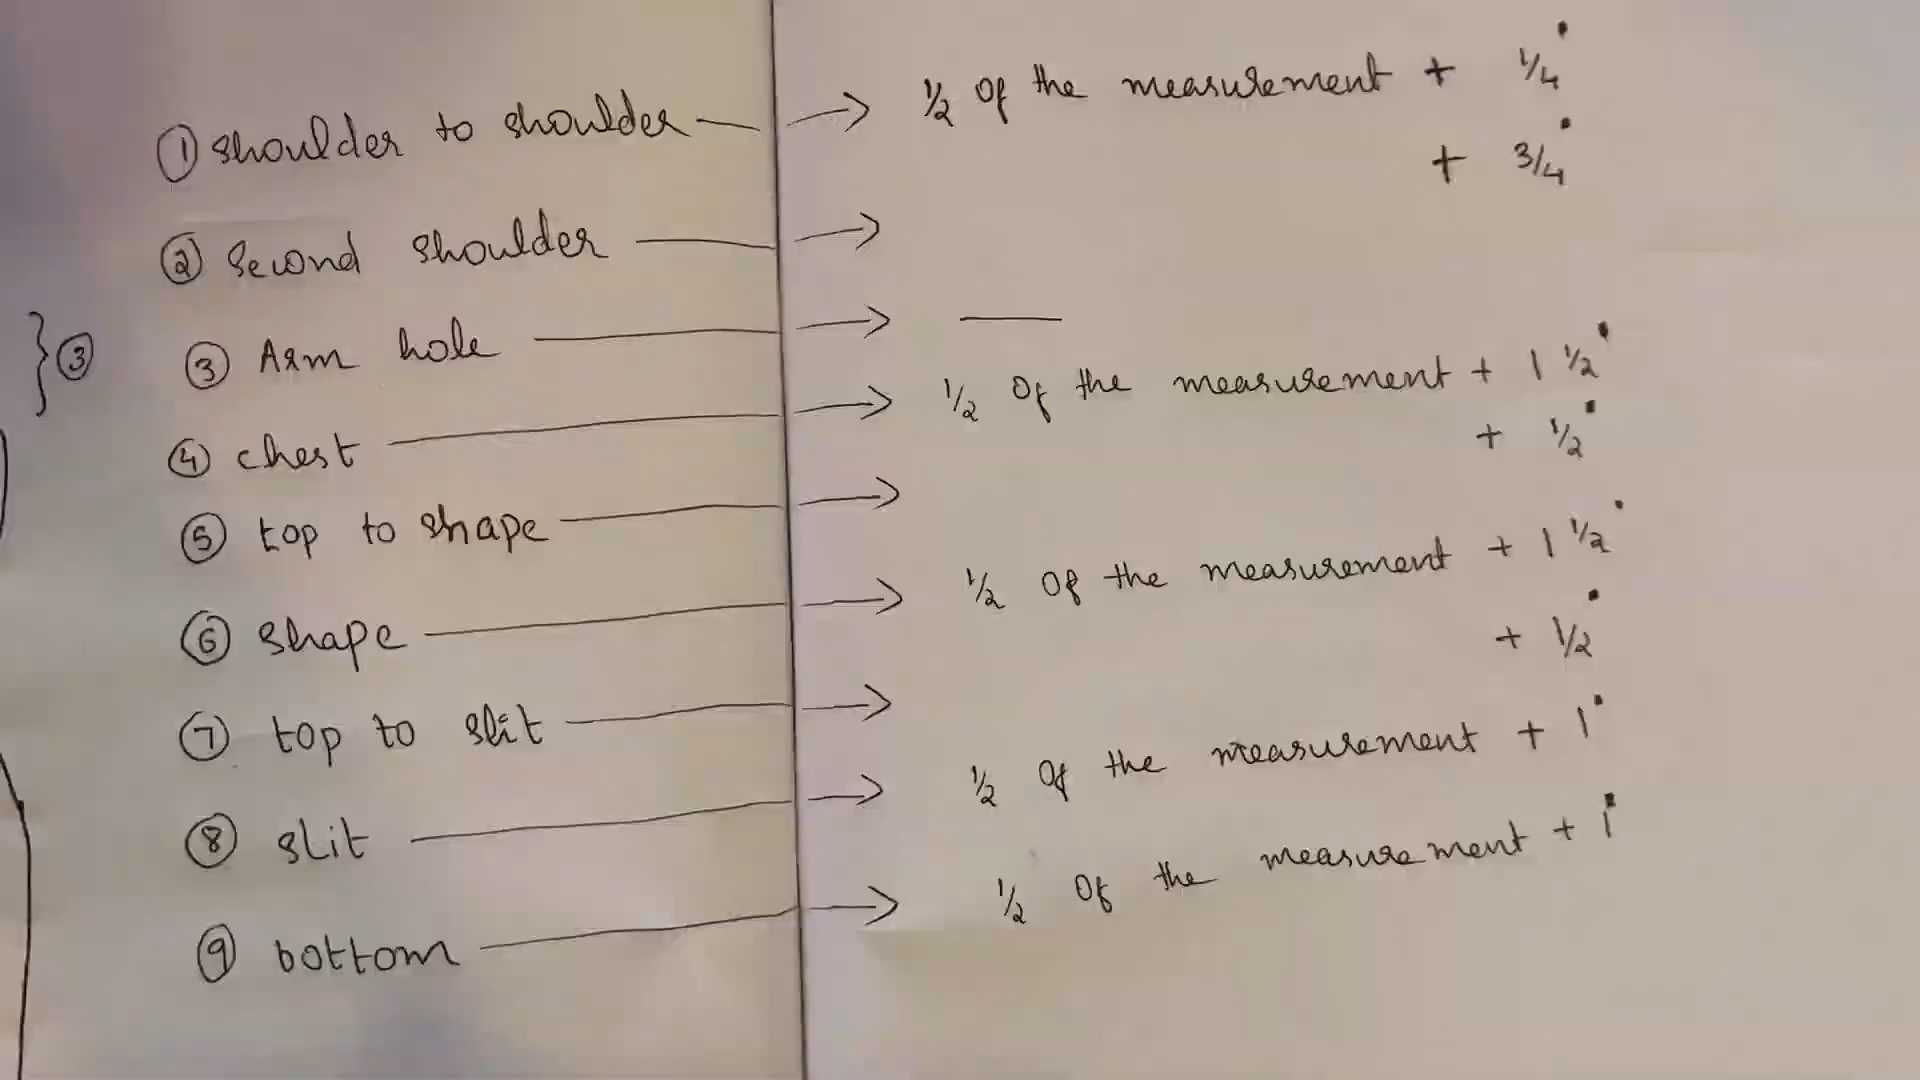 ① shoulder to shoulder → 1/2 of the measurement + 1/4"
+ 3/4"
② second shoulder →
③ Arm hole → —
} ③
④ chest → 1/2 of the measurement + 1 1/2"
+ 1/2"
⑤ top to shape →
⑥ shape → 1/2 of the measurement + 1 1/2"
+ 1/2"
⑦ top to slit →
⑧ slit → 1/2 of the measurement + 1"
⑨ bottom → 1/2 of the measurement + 1"